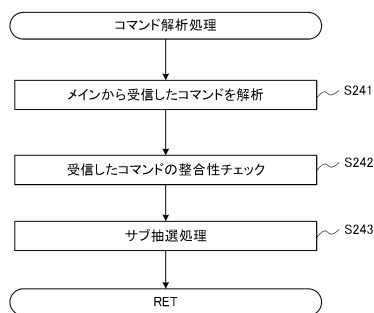 コマンド解析処理
メインから受信したコマンドを解析
S241
受信したコマンドの整合性チェック
S242
サブ抽選処理
S243
RET